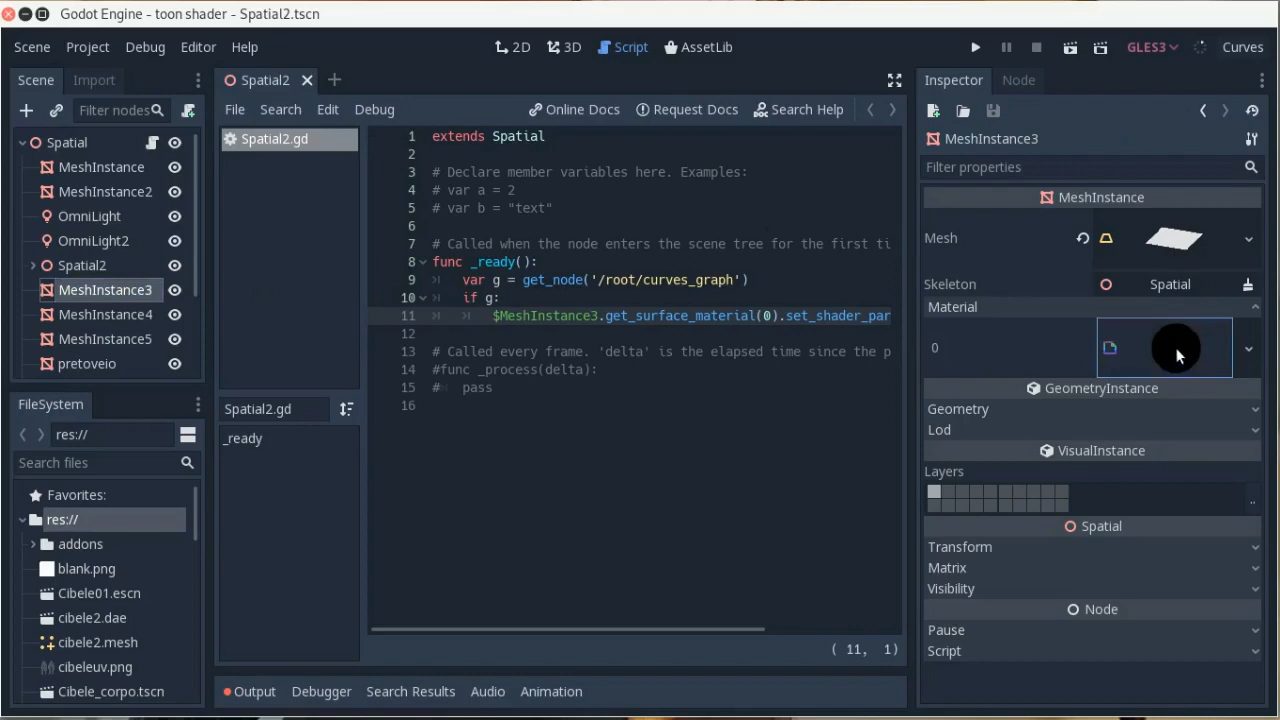 Godot Engine - toon shader - Spatial2.tscn
Scene Project Debug Editor Help
2D 3D Script AssetLib
GLES3 Curves
Scene Import
Filter nodes
Spatial
MeshInstance
MeshInstance2
OmniLight
OmniLight2
Spatial2
MeshInstance3
MeshInstance4
MeshInstance5
pretoveio
FileSystem
res://
Search files
Favorites:
res://
addons
blank.png
Cibele01.escn
cibele2.dae
cibele2.mesh
cibeleuv.png
Cibele_corpo.tscn
Spatial2
File Search Edit Debug
Online Docs Request Docs Search Help
Spatial2.gd
Spatial2.gd
_ready
1 extends Spatial
2
3 # Declare member variables here. Examples:
4 # var a = 2
5 # var b = "text"
6
7 # Called when the node enters the scene tree for the first ti
8 func _ready():
9 var g = get_node('/root/curves_graph')
10 if g:
11 $MeshInstance3.get_surface_material(0).set_shader_par
12
13 # Called every frame. 'delta' is the elapsed time since the p
14 #func _process(delta):
15 # pass
16
( 11, 1)
Output Debugger Search Results Audio Animation
Inspector Node
MeshInstance3
Filter properties
MeshInstance
Mesh
Skeleton Spatial
Material
0
GeometryInstance
Geometry
Lod
VisualInstance
Layers
..
Spatial
Transform
Matrix
Visibility
Node
Pause
Script